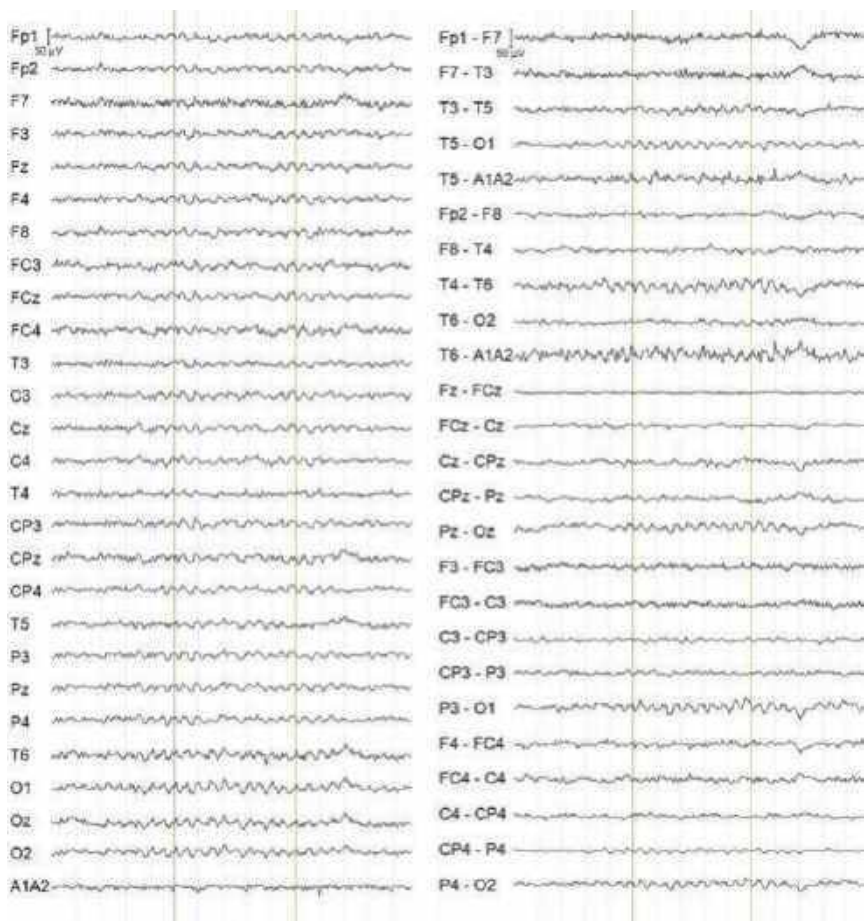 Fp1
50 µV
Fp2
F7
F3
Fz
F4
F8
FC3
FCz
FC4
T3
C3
Cz
C4
T4
CP3
CPz
CP4
T5
P3
Pz
P4
T6
O1
Oz
O2
A1A2
Fp1 - F7
50 µV
F7 - T3
T3 - T5
T5 - O1
T5 - A1A2
Fp2 - F8
F8 - T4
T4 - T6
T6 - O2
T6 - A1A2
Fz - FCz
FCz - Cz
Cz - CPz
CPz - Pz
Pz - Oz
F3 - FC3
FC3 - C3
C3 - CP3
CP3 - P3
P3 - O1
F4 - FC4
FC4 - C4
C4 - CP4
CP4 - P4
P4 - O2